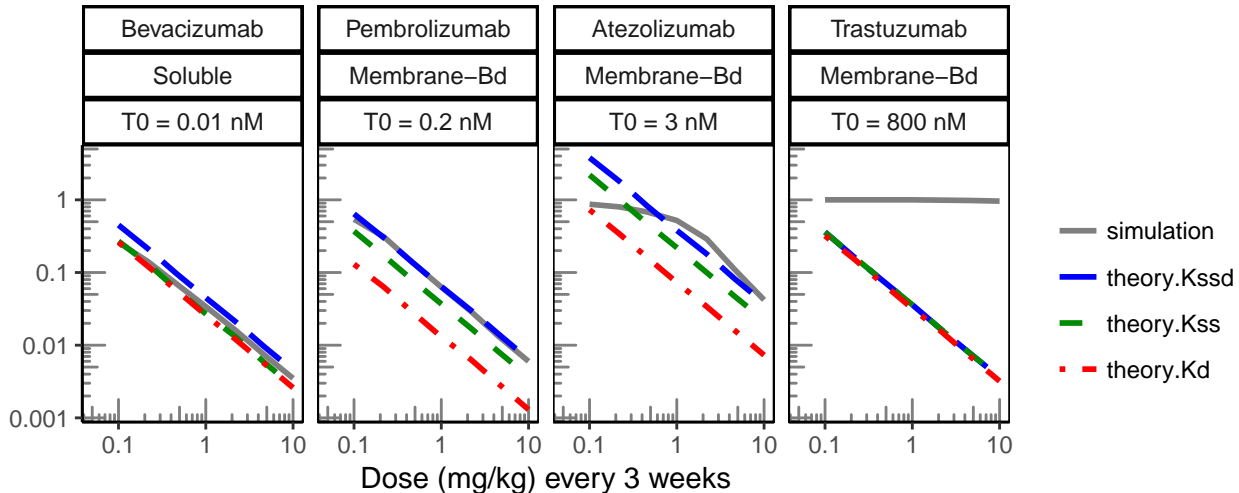 Bevacizumab Pembrolizumab Atezolizumab Trastuzumab
Soluble Membrane−Bd Membrane−Bd Membrane−Bd
T0 = 0.01 nM T0 = 0.2 nM T0 = 3 nM T0 = 800 nM
1
0.1
0.01
0.001
0.1 1 10 0.1 1 10 0.1 1 10 0.1 1 10
Dose (mg/kg) every 3 weeks
simulation
theory.Kssd
theory.Kss
theory.Kd